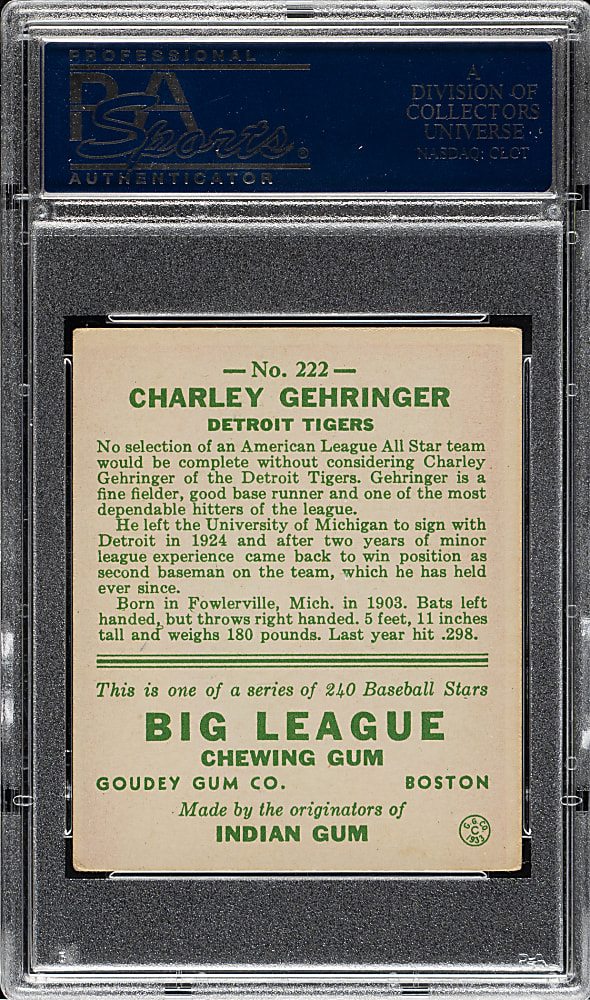 PROFESSIONAL
PSA
Sports®
AUTHENTICATOR
A
DIVISION OF
COLLECTORS
UNIVERSE
NASDAQ: CLCT
— No. 222 —
CHARLEY GEHRINGER
DETROIT TIGERS
No selection of an American League All Star team
would be complete without considering Charley
Gehringer of the Detroit Tigers. Gehringer is a
fine fielder, good base runner and one of the most
dependable hitters of the league.
He left the University of Michigan to sign with
Detroit in 1924 and after two years of minor
league experience came back to win position as
second baseman on the team, which he has held
ever since.
Born in Fowlerville, Mich. in 1903. Bats left
handed, but throws right handed. 5 feet, 11 inches
tall and weighs 180 pounds. Last year hit .298.
This is one of a series of 240 Baseball Stars
BIG LEAGUE
CHEWING GUM
GOUDEY GUM CO. BOSTON
Made by the originators of
INDIAN GUM
G. G. CO.
C
1933
PSA